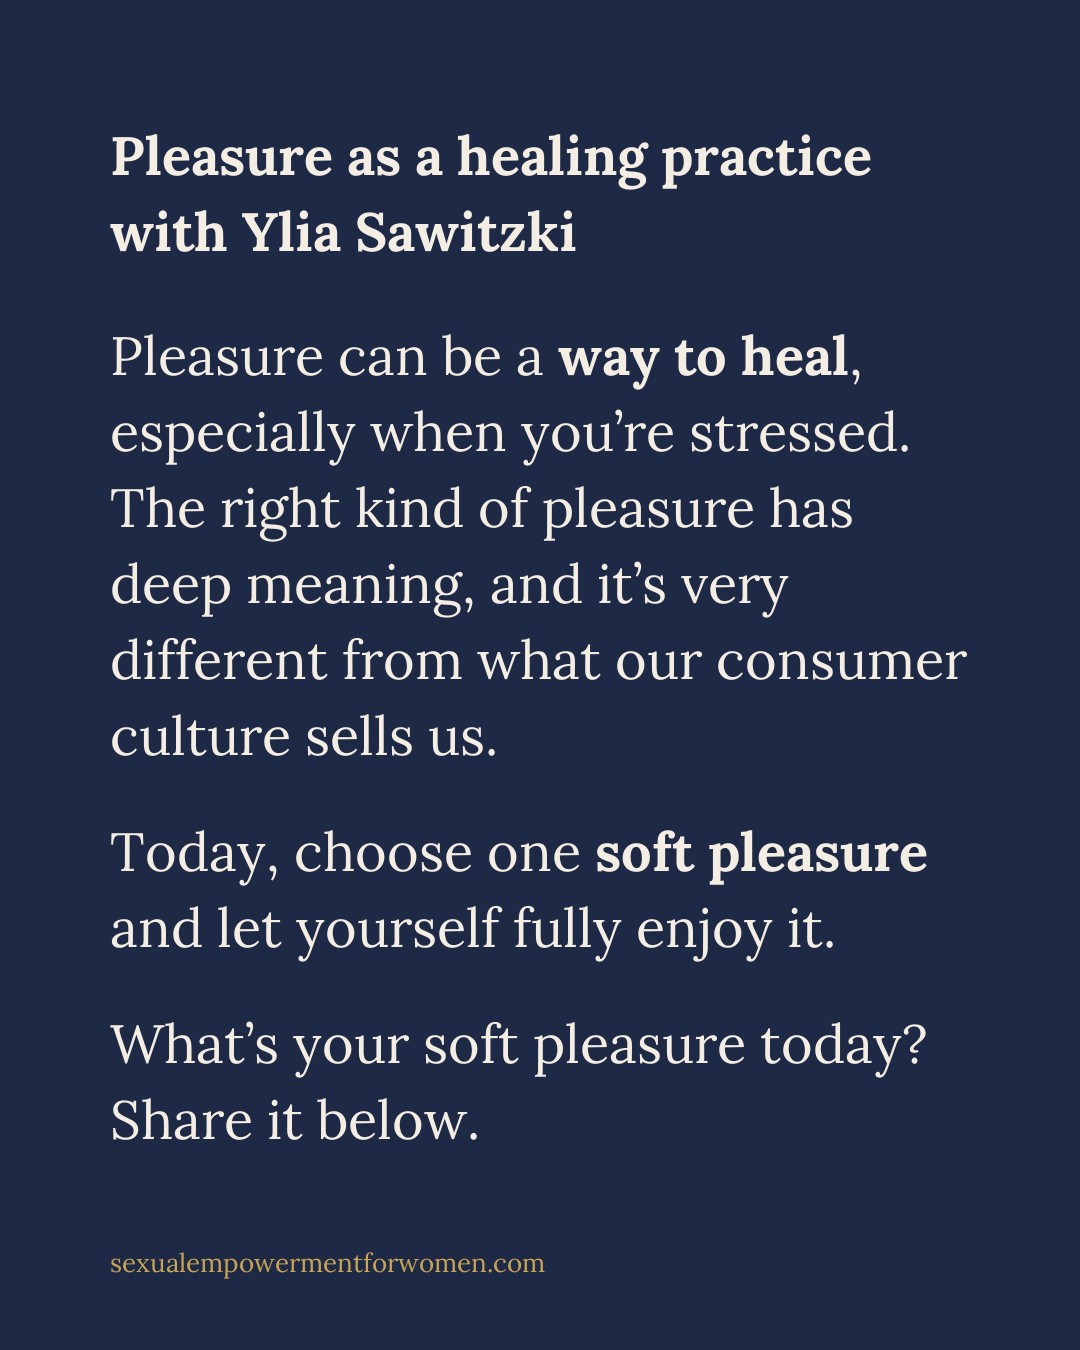 Pleasure as a healing practice
with Ylia Sawitzki
Pleasure can be a way to heal,
especially when you’re stressed.
The right kind of pleasure has
deep meaning, and it’s very
different from what our consumer
culture sells us.
Today, choose one soft pleasure
and let yourself fully enjoy it.
What’s your soft pleasure today?
Share it below.
sexualempowermentforwomen.com